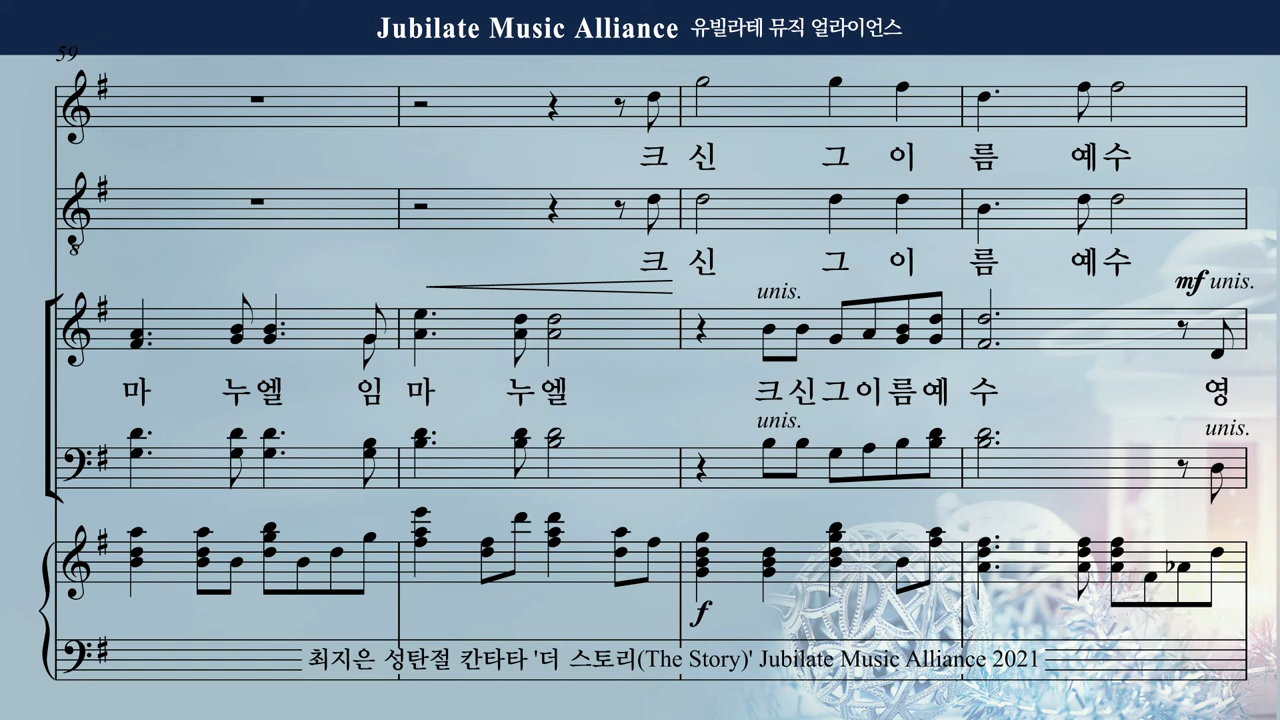 Jubilate Music Alliance 유빌라테 뮤직 얼라이언스
59
크 신 그 이 름 예 수
크 신 그 이 름 예 수
unis.
mf unis.
마 누 엘 임 마 누 엘 크 신 그 이 름 예 수 영
unis.
unis.
f
최지은 성탄절 칸타타 '더 스토리(The Story)' Jubilate Music Alliance 2021